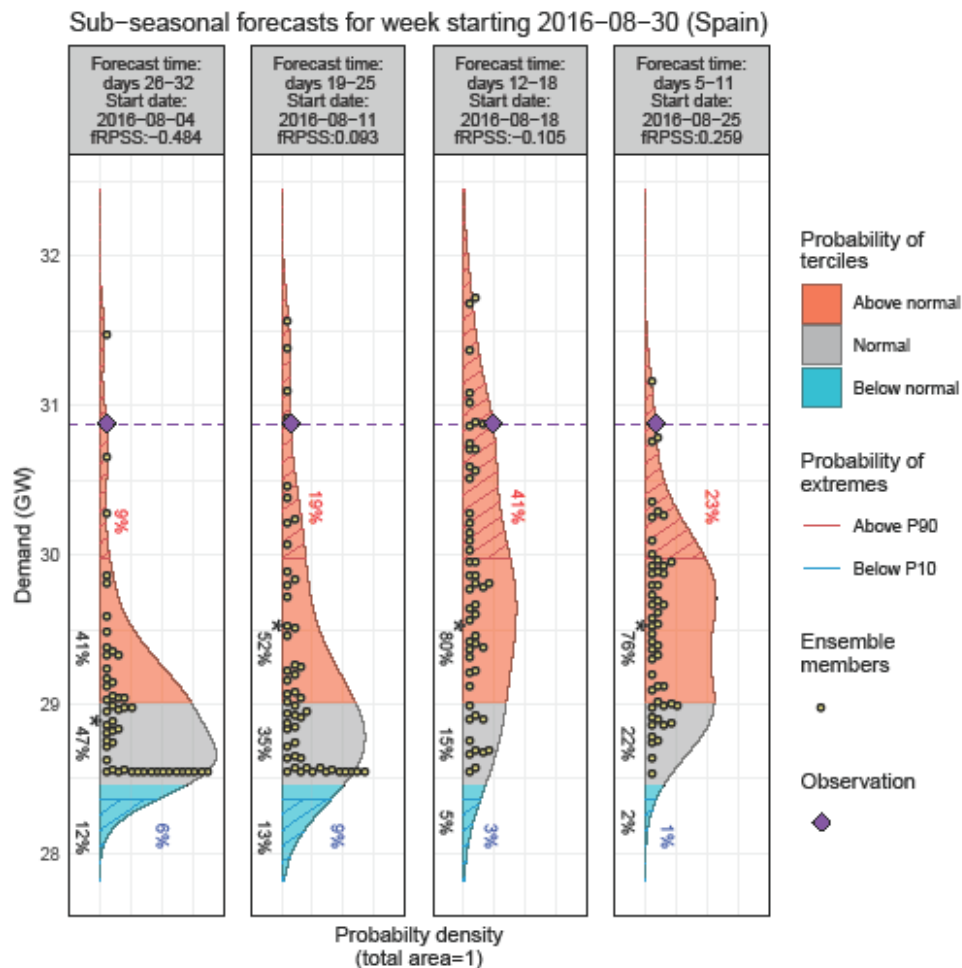 Sub-seasonal forecasts for week starting 2016-08-30 (Spain)
Forecast time:
days 26-32
Start date:
2016-08-04
fRPSS:-0.484
Forecast time:
days 19-25
Start date:
2016-08-11
fRPSS:0.093
Forecast time:
days 12-18
Start date:
2016-08-18
fRPSS:-0.105
Forecast time:
days 5-11
Start date:
2016-08-25
fRPSS:0.259
Demand (GW)
32
31
30
29
28
9%
41%
*
47%
12%
6%
19%
*
52%
35%
13%
9%
41%
*
80%
15%
5%
3%
23%
*
76%
22%
2%
1%
Probabilty density
(total area=1)
Probability of
terciles
Above normal
Normal
Below normal
Probability of
extremes
Above P90
Below P10
Ensemble
members
Observation